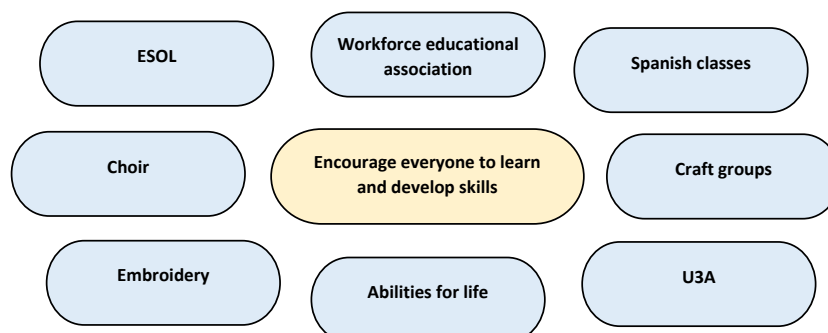 ESOL
Workforce educational
association
Spanish classes
Choir
Encourage everyone to learn
and develop skills
Craft groups
Embroidery
Abilities for life
U3A